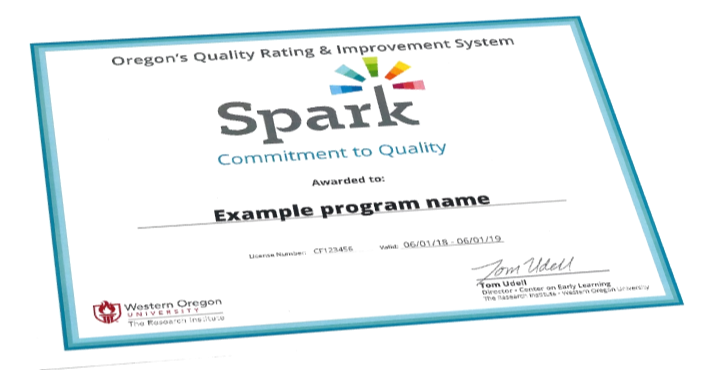 Oregon's Quality Rating & Improvement System
Spark
Commitment to Quality
Awarded to:
Example program name
License Number: CF123456 Valid: 06/01/18 - 06/01/19
Tom Udell
Tom Udell
Director • Center on Early Learning
The Research Institute • Western Oregon University
Western Oregon
UNIVERSITY
The Research Institute